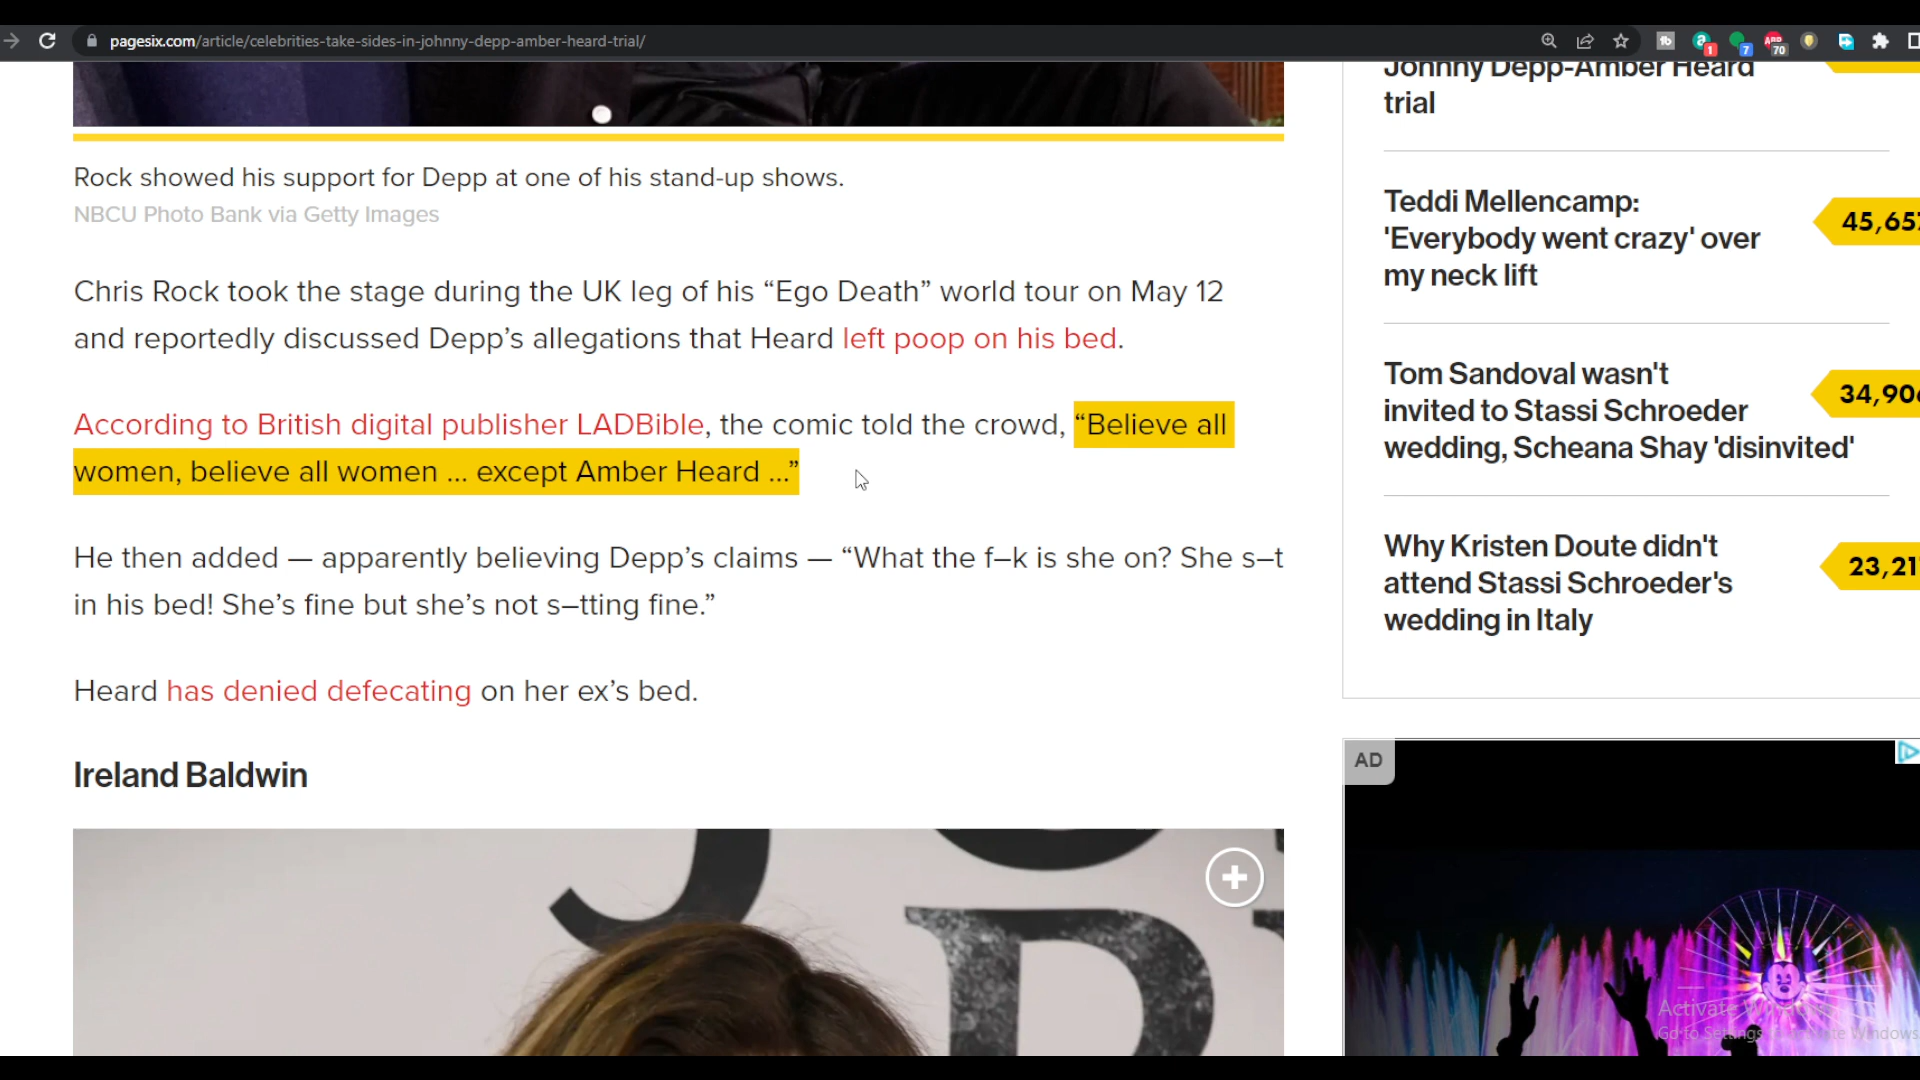 pagesix.com/article/celebrities-take-sides-in-johnny-depp-amber-heard-trial/
1
7
70
Rock showed his support for Depp at one of his stand-up shows.
NBCU Photo Bank via Getty Images
Chris Rock took the stage during the UK leg of his “Ego Death” world tour on May 12
and reportedly discussed Depp’s allegations that Heard left poop on his bed.
According to British digital publisher LADBible, the comic told the crowd, “Believe all
women, believe all women ... except Amber Heard ...”
He then added — apparently believing Depp’s claims — “What the f–k is she on? She s–t
in his bed! She’s fine but she’s not s–tting fine.”
Heard has denied defecating on her ex’s bed.
Ireland Baldwin
Johnny Depp-Amber Heard
trial
Teddi Mellencamp:
'Everybody went crazy' over
my neck lift
45,657
Tom Sandoval wasn't
invited to Stassi Schroeder
wedding, Scheana Shay 'disinvited'
34,906
Why Kristen Doute didn't
attend Stassi Schroeder's
wedding in Italy
23,21
AD
Activate
Go to Settings Windows